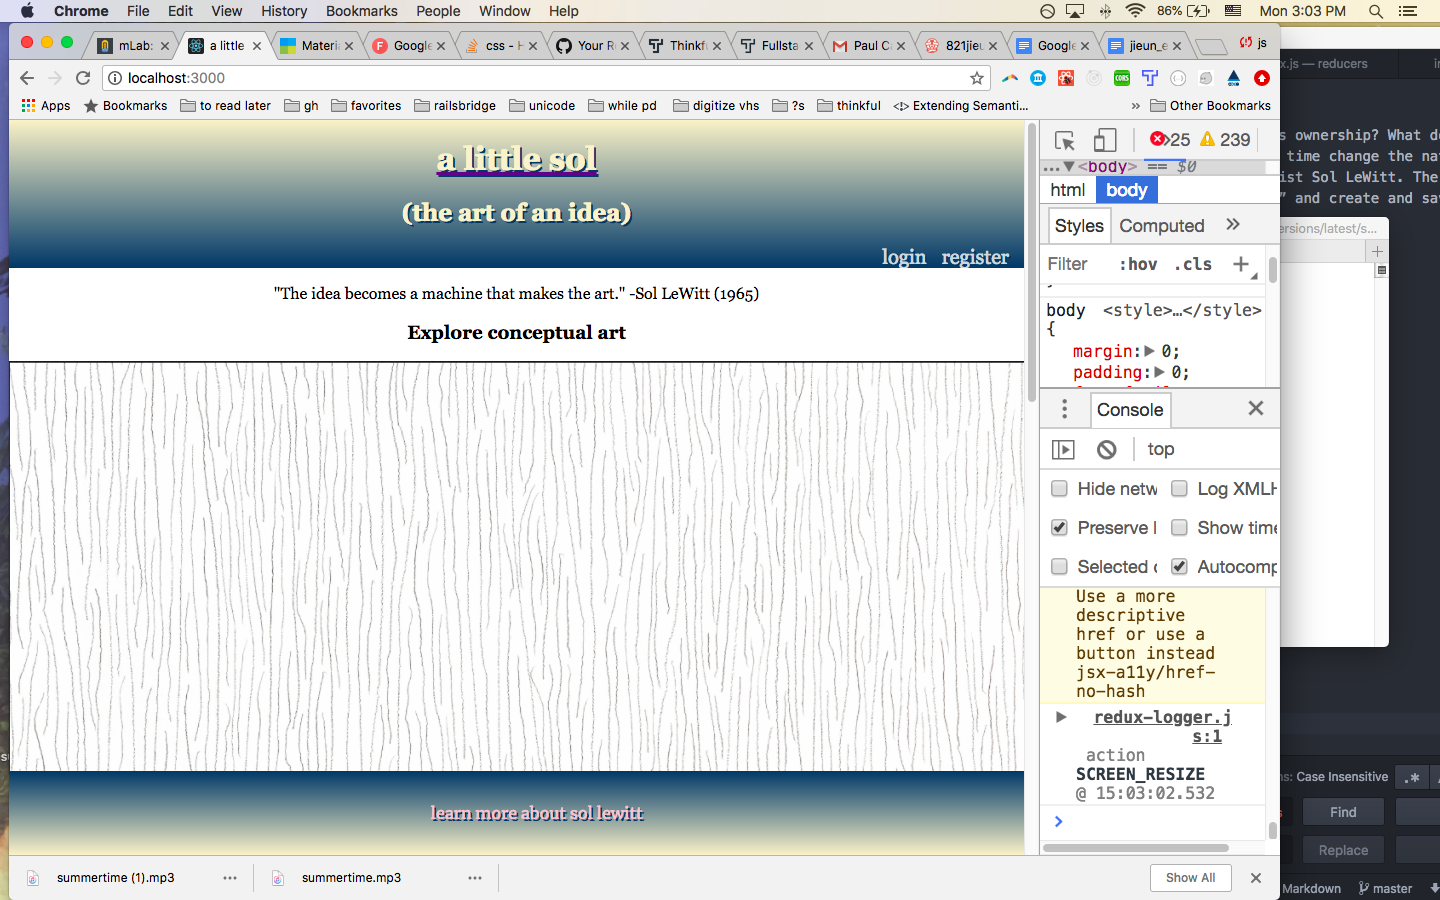 Chrome File Edit View History Bookmarks People Window Help 86% Mon 3:03 PM
mLab: a little Materia Google css - H Your R Thinkfu Fullsta Paul C 821jieu Google jieun_e js
localhost:3000
Apps Bookmarks to read later gh favorites railsbridge unicode while pd digitize vhs ?s thinkful Extending Semanti... » Other Bookmarks
a little sol
(the art of an idea)
login register
"The idea becomes a machine that makes the art." -Sol LeWitt (1965)
Explore conceptual art
learn more about sol lewitt
25 239
...▼<body> == $0
html body
Styles Computed »
Filter :hov .cls +
body <style>…</style>
{
margin:▶ 0;
padding:▶ 0;
Console
top
Hide netw Log XMLH
Preserve l Show time
Selected c Autocomp
Use a more
descriptive
href or use a
button instead
jsx-a11y/href-
no-hash
redux-logger.j
s:1
action
SCREEN_RESIZE
@ 15:03:02.532
summertime (1).mp3 ... summertime.mp3 ... Show All
x.js — reducers
s ownership? What do
time change the na
ist Sol LeWitt. The
” and create and sav
ersions/latest/s...
ns: Case Insensitive .*
Find
Replace
Markdown master